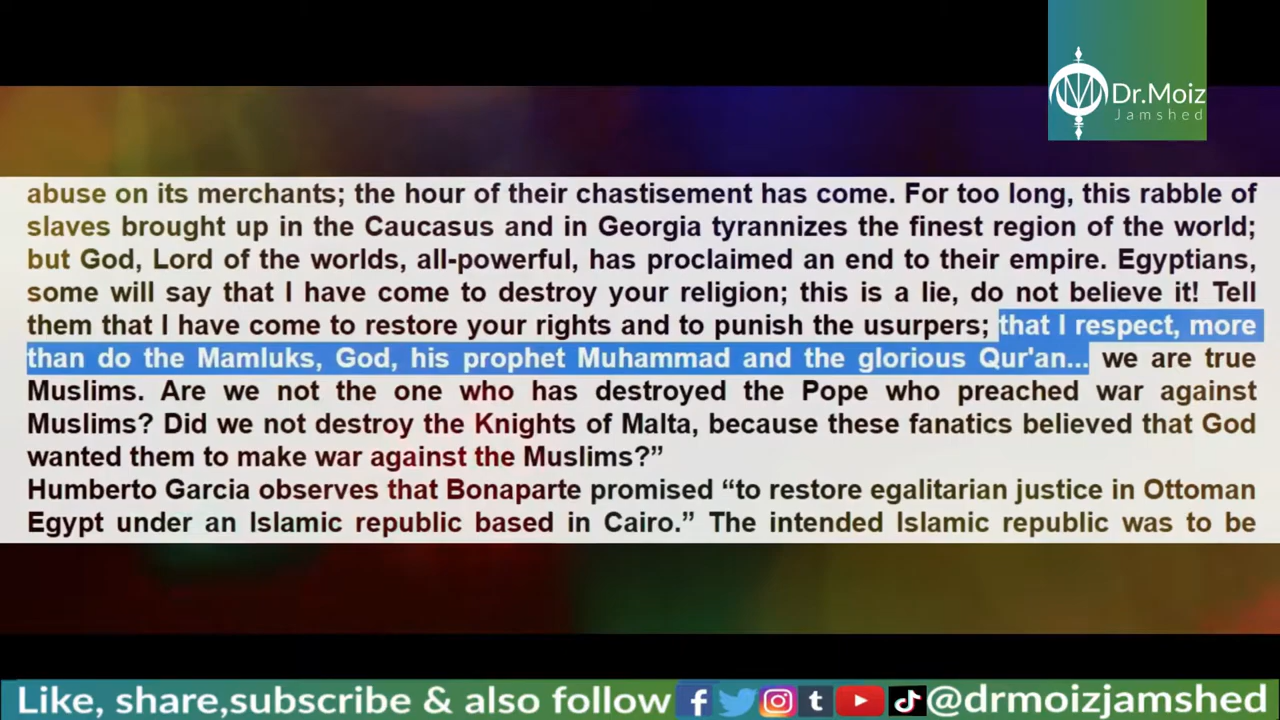 Dr.Moiz
Jamshed
abuse on its merchants; the hour of their chastisement has come. For too long, this rabble of
slaves brought up in the Caucasus and in Georgia tyrannizes the finest region of the world;
but God, Lord of the worlds, all-powerful, has proclaimed an end to their empire. Egyptians,
some will say that I have come to destroy your religion; this is a lie, do not believe it! Tell
them that I have come to restore your rights and to punish the usurpers; that I respect, more
than do the Mamluks, God, his prophet Muhammad and the glorious Qur'an... we are true
Muslims. Are we not the one who has destroyed the Pope who preached war against
Muslims? Did we not destroy the Knights of Malta, because these fanatics believed that God
wanted them to make war against the Muslims?”
Humberto Garcia observes that Bonaparte promised “to restore egalitarian justice in Ottoman
Egypt under an Islamic republic based in Cairo.” The intended Islamic republic was to be
Like, share,subscribe & also follow @drmoizjamshed